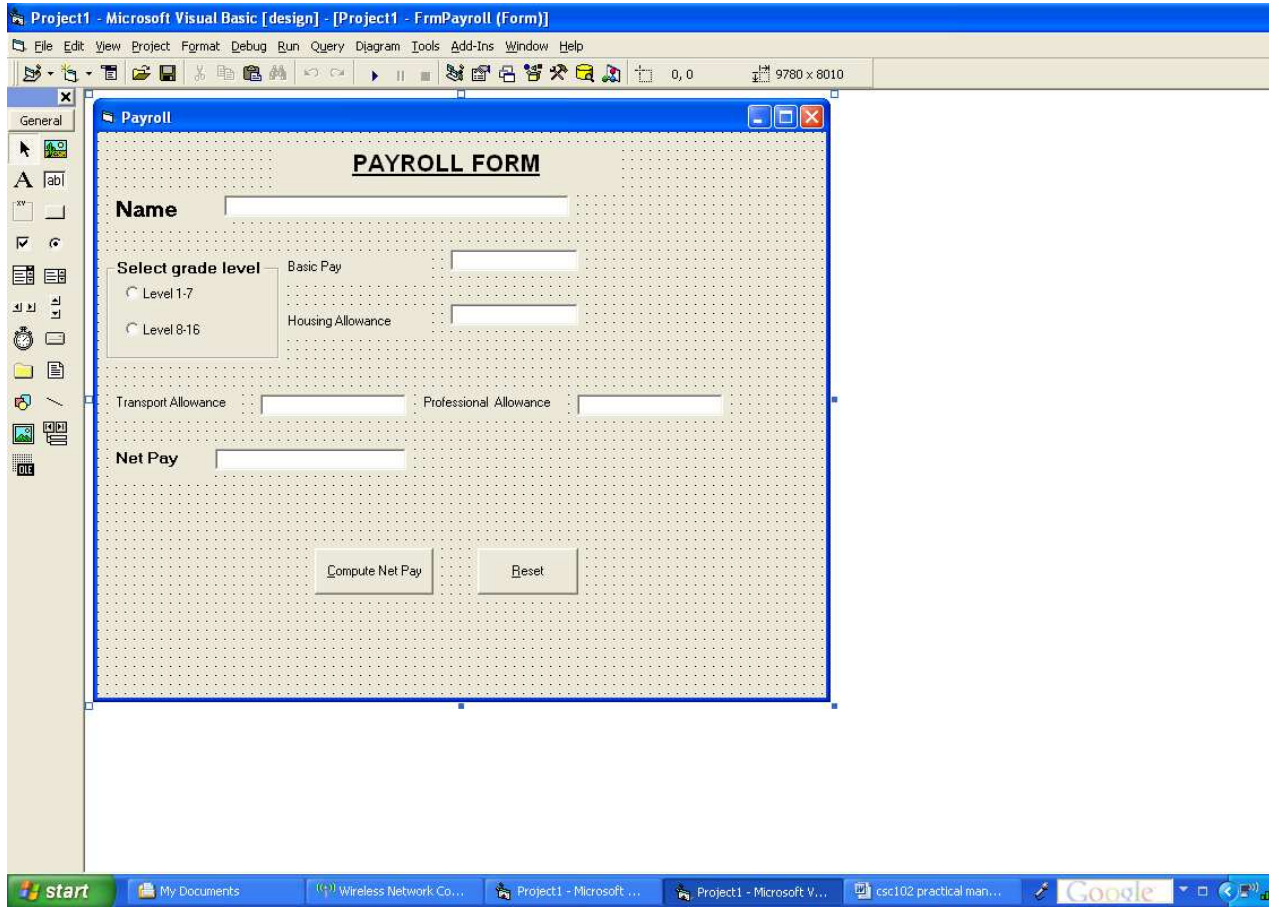 Project1 - Microsoft Visual Basic [design] - [Project1 - FrmPayroll (Form)]
File Edit View Project Format Debug Run Query Diagram Tools Add-Ins Window Help
0, 0 9780 x 8010
General
Payroll
PAYROLL FORM
Name
Select grade level
Basic Pay
Level 1-7
Housing Allowance
Level 8-16
Transport Allowance Professional Allowance
Net Pay
Compute Net Pay Reset
start My Documents Wireless Network Co... Project1 - Microsoft ... Project1 - Microsoft V... csc102 practical man... Google